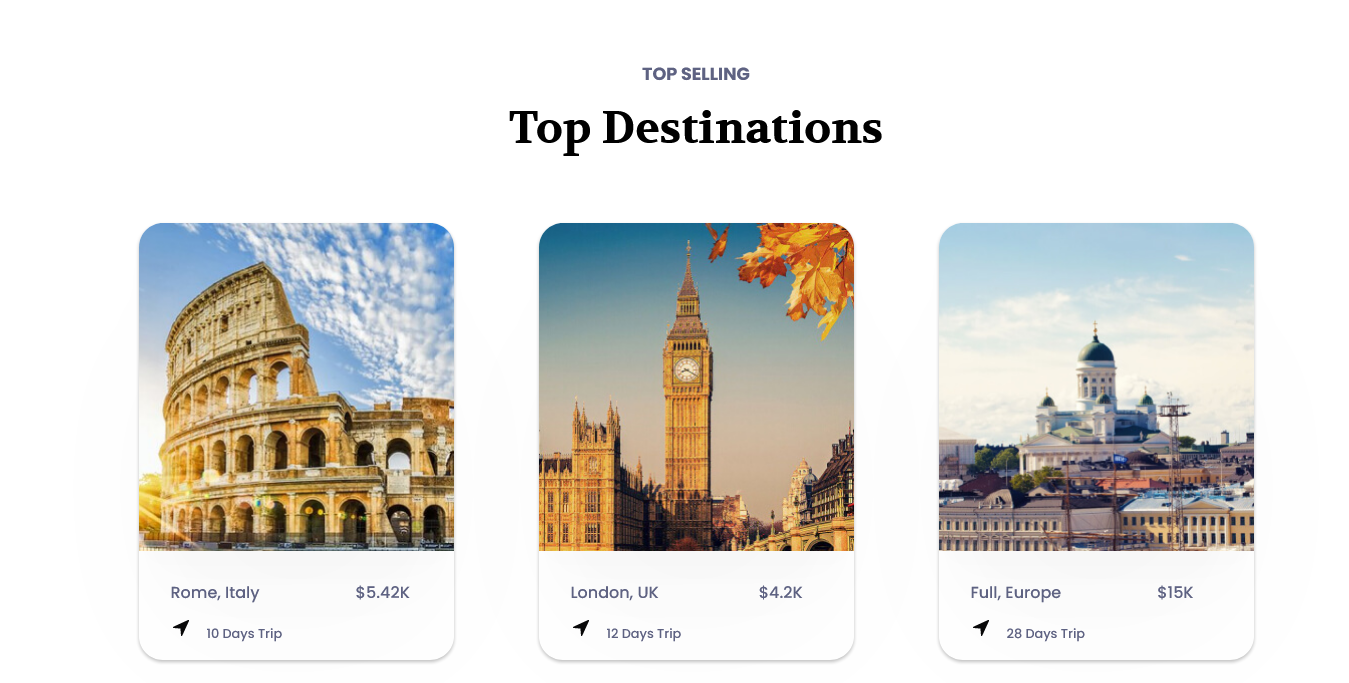 TOP SELLING
Top Destinations
Rome, Italy $5.42K
10 Days Trip
London, UK $4.2K
12 Days Trip
Full, Europe $15K
28 Days Trip